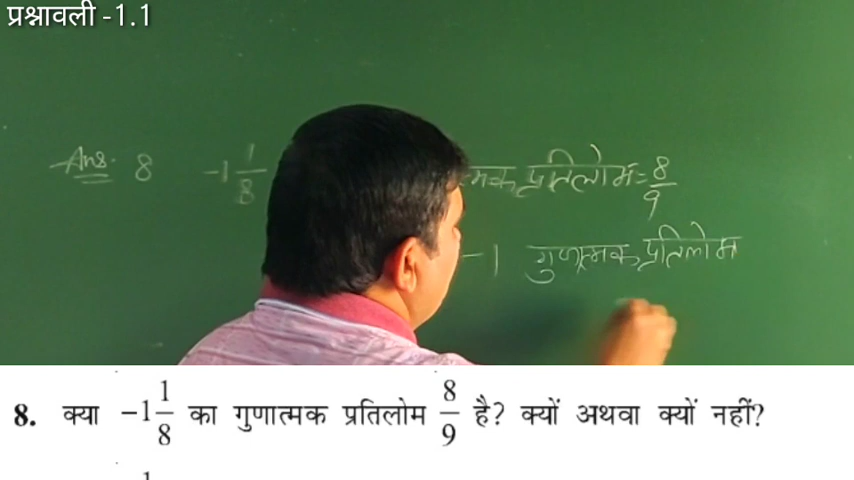 प्रश्नावली -1.1
Ans. 8 -1 1/8 त्मक प्रतिलोम = 8/9
-1 गुणात्मक प्रतिलोम
8. क्या -1 1/8 का गुणात्मक प्रतिलोम 8/9 है? क्यों अथवा क्यों नहीं?